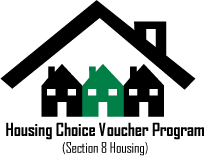 Housing Choice Voucher Program
(Section 8 Housing)